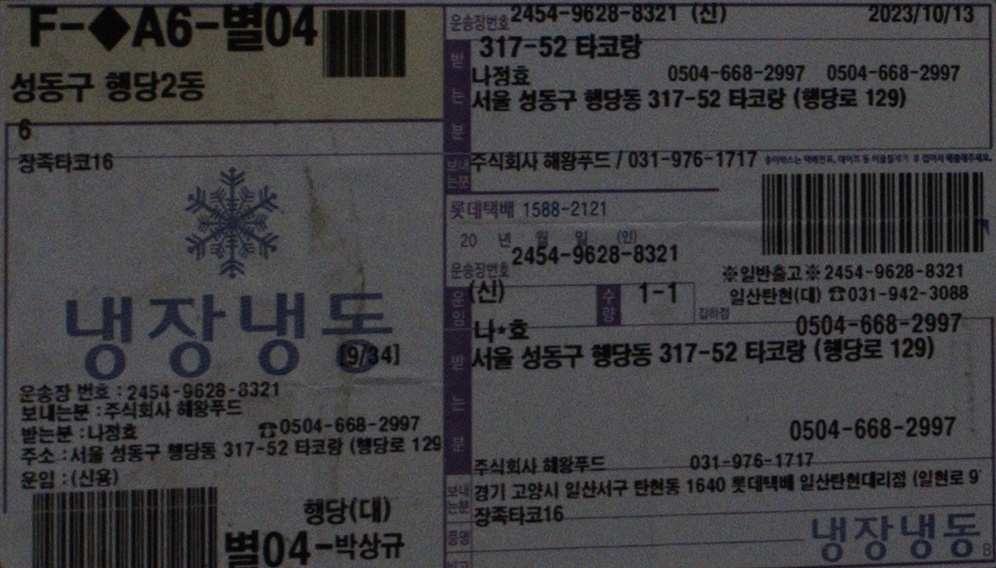 F-◆A6-별04
성동구 행당2동
6
장족타코16
냉장냉동
[9/34]
운송장 번호 : 2454-9628-8321
보내는분 : 주식회사 해왕푸드
받는분 : 나정호 ☎0504-668-2997
주소 : 서울 성동구 행당동 317-52 타코랑 (행당로 129
운임 : (신용)
행당(대)
별04-박상규
운송장번호 2454-9628-8321 (신) 2023/10/13
받는분
317-52 타코랑
나정호 0504-668-2997 0504-668-2997
서울 성동구 행당동 317-52 타코랑 (행당로 129)
보내는분 주식회사 해왕푸드 / 031-976-1717
롯데택배 1588-2121
20 년 월 일 (인)
운송장번호 2454-9628-8321
※일반출고※ 2454-9628-8321
운임 (신) 수량 1-1 집하점 일산탄현(대) ☎031-942-3088
받는분
나*호 0504-668-2997
서울 성동구 행당동 317-52 타코랑 (행당로 129)
0504-668-2997
보내는분
주식회사 해왕푸드 031-976-1717
경기 고양시 일산서구 탄현동 1640 롯데택배 일산탄현대리점 (일현로 9
품명 장족타코16
냉장냉동